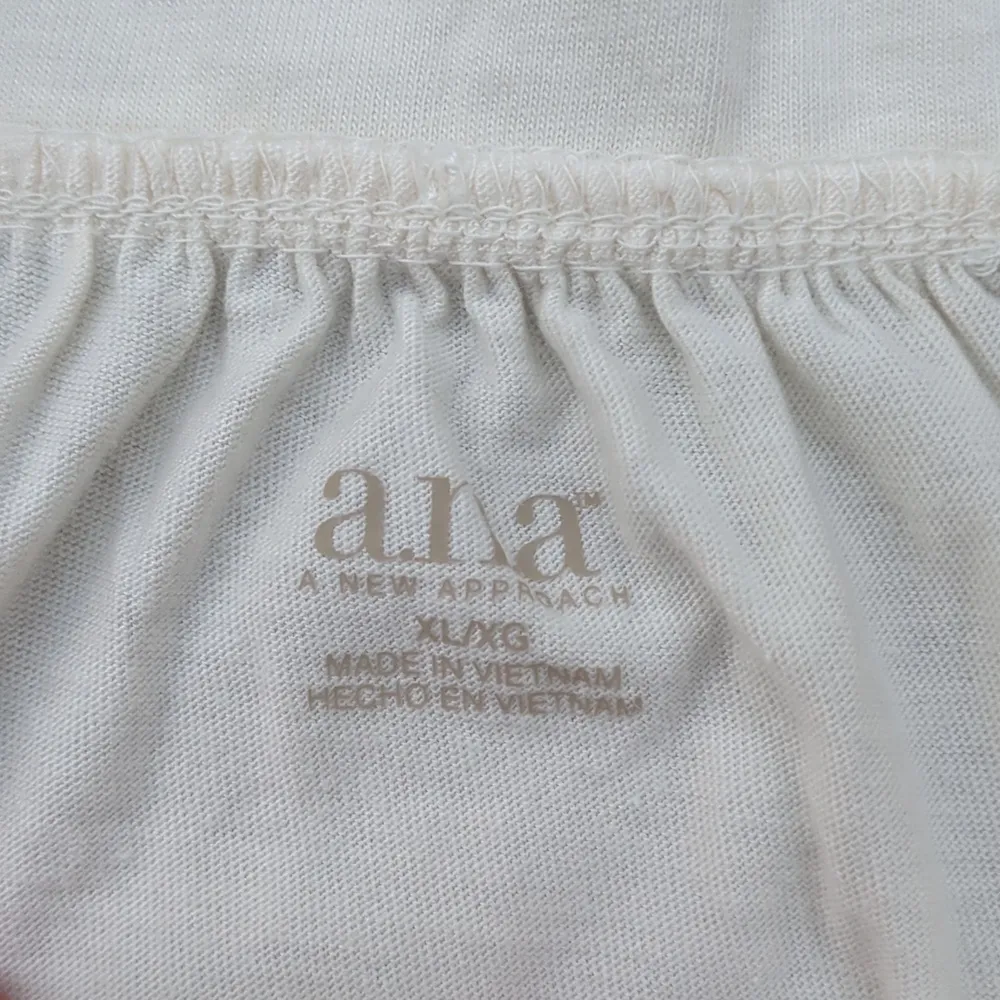 a.n.a™
A NEW APPROACH
XL/XG
MADE IN VIETNAM
HECHO EN VIETNAM